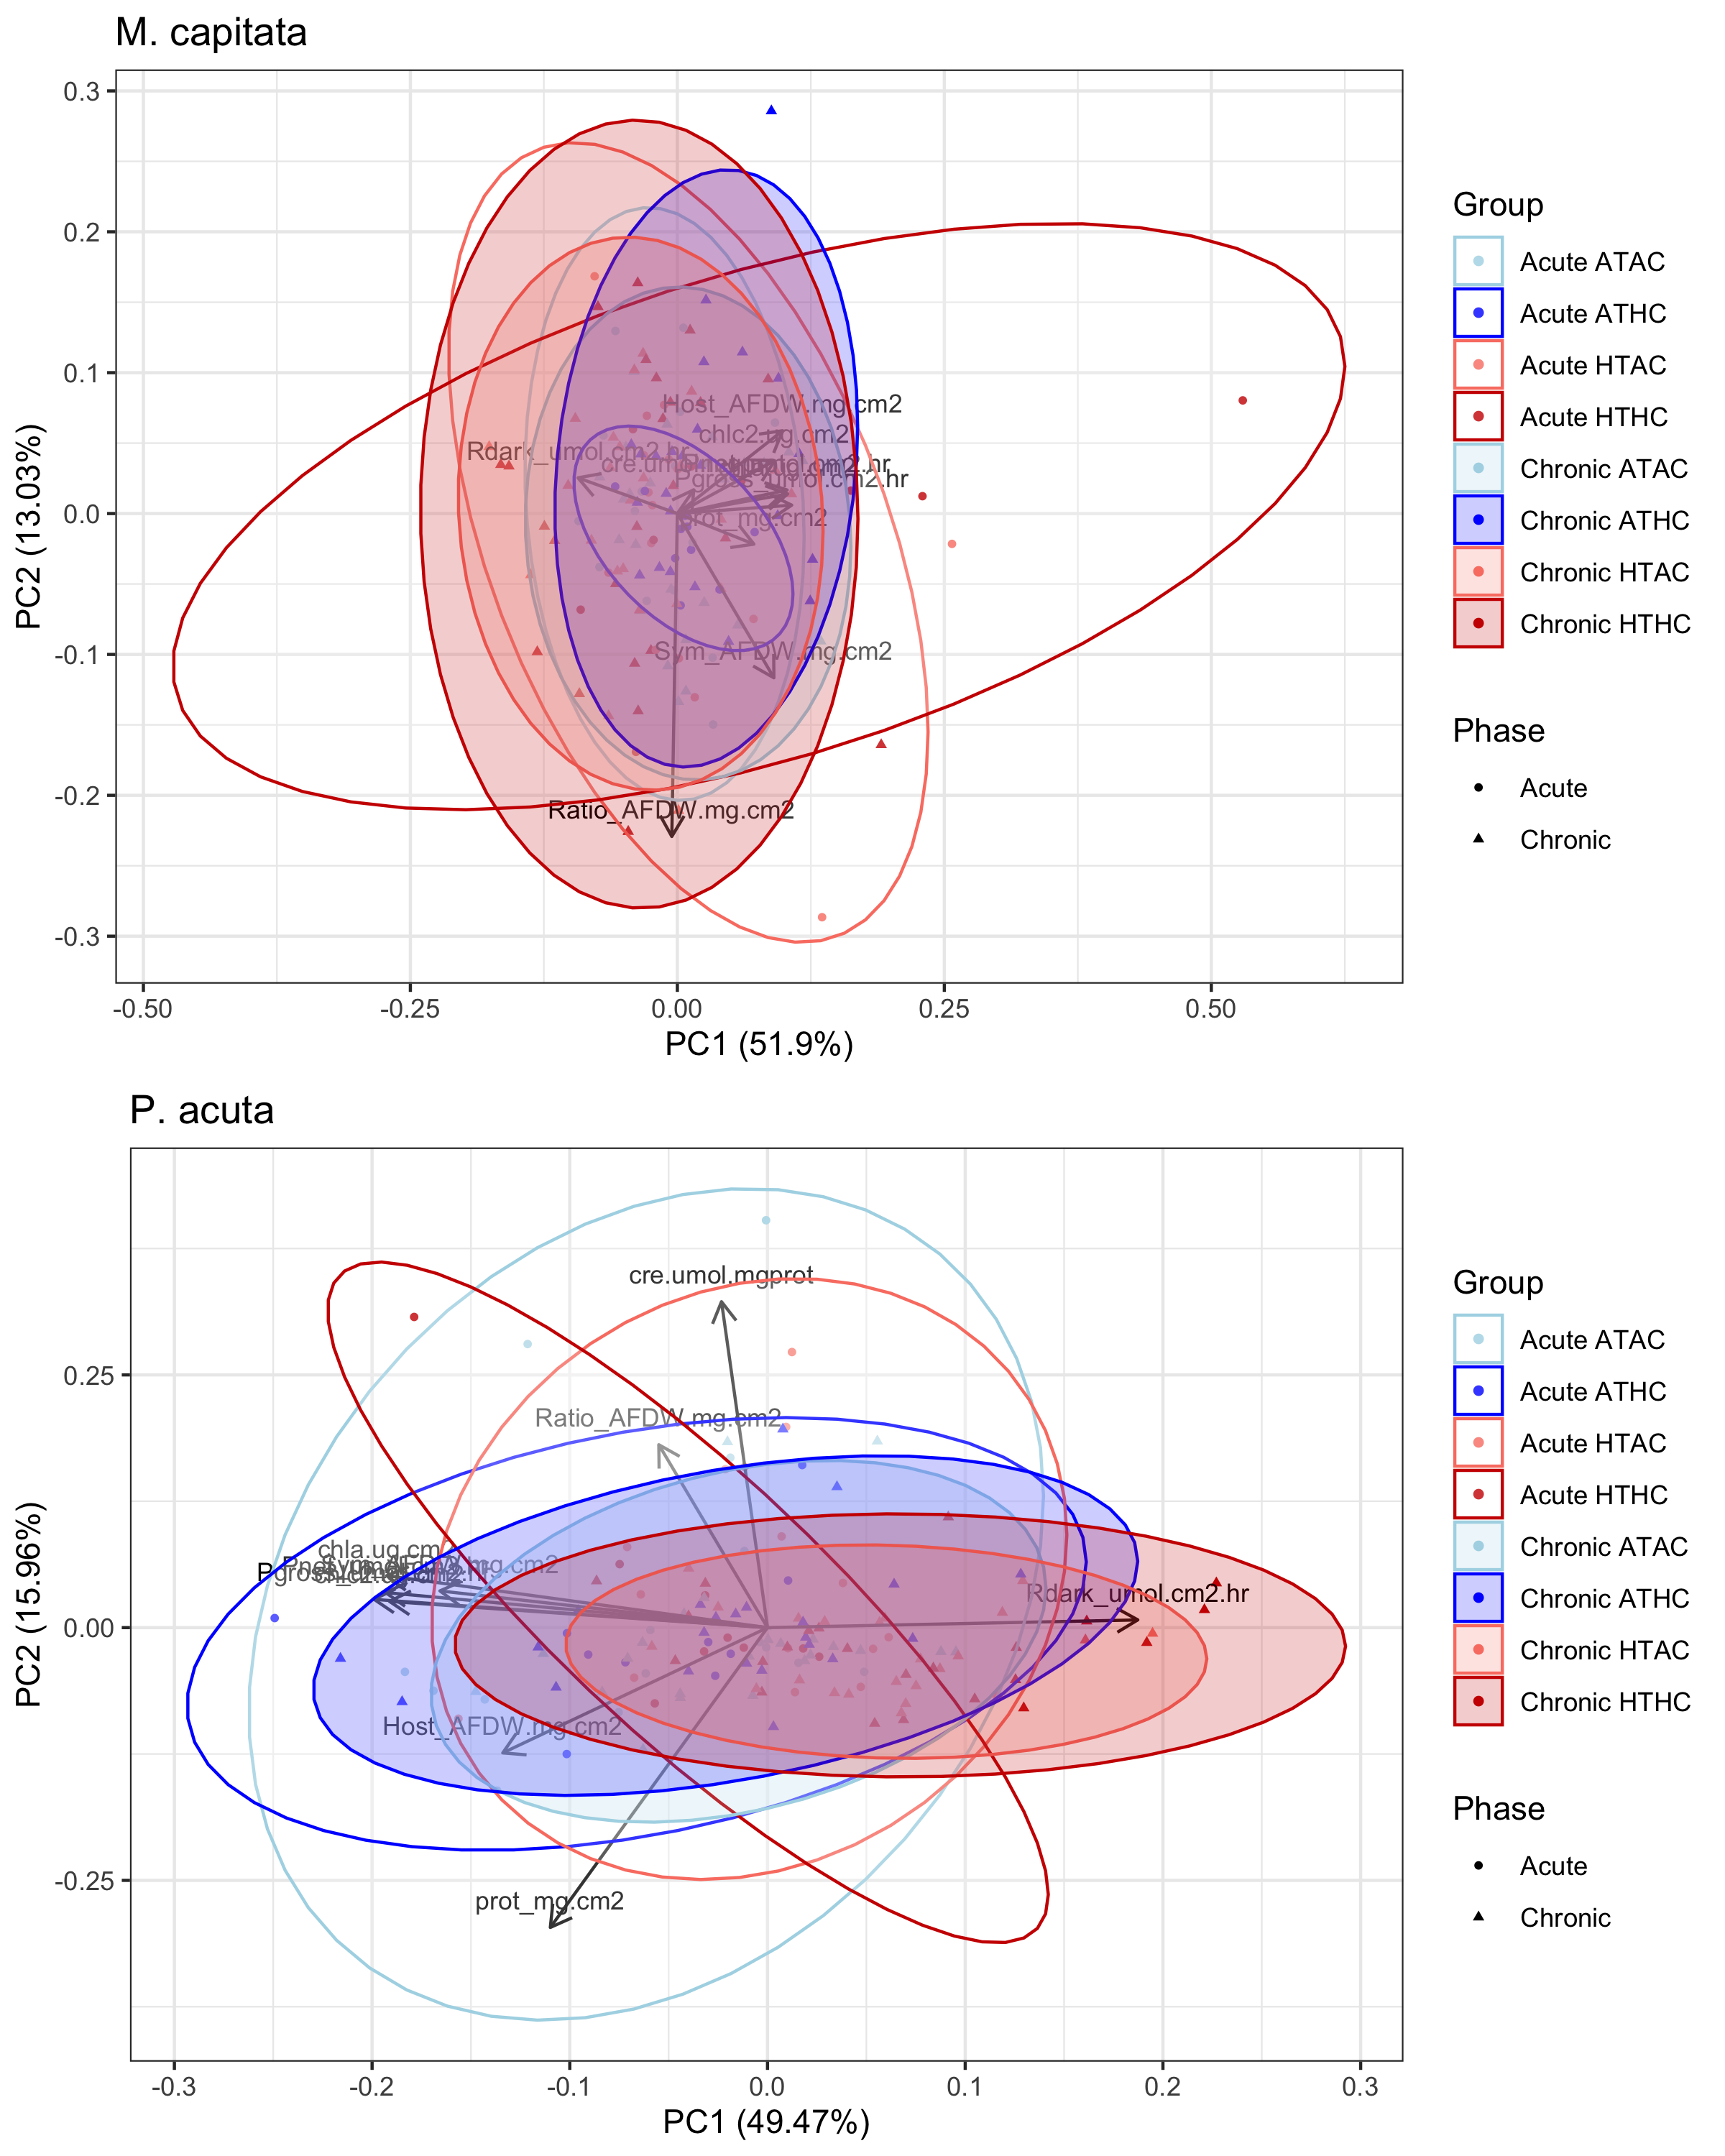 M. capitata
0.3
0.2
0.1
0.0
-0.1
-0.2
-0.3
PC2 (13.03%)
Host_AFDW.mg.cm2
chlc2.ug.cm2
Rdark_umol.cm2.hr
Pgross_umol.cm2.hr
prot_mg.cm2
Sym_AFDW.mg.cm2
Ratio_AFDW.mg.cm2
-0.50
-0.25
0.00
0.25
0.50
PC1 (51.9%)
Group
Acute ATAC
Acute ATHC
Acute HTAC
Acute HTHC
Chronic ATAC
Chronic ATHC
Chronic HTAC
Chronic HTHC
Phase
Acute
Chronic
P. acuta
0.25
0.00
-0.25
PC2 (15.96%)
cre.umol.mgprot
Ratio_AFDW.mg.cm2
chla.ug.cm2
Rdark_umol.cm2.hr
Host_AFDW.mg.cm2
prot_mg.cm2
-0.3
-0.2
-0.1
0.0
0.1
0.2
0.3
PC1 (49.47%)
Group
Acute ATAC
Acute ATHC
Acute HTAC
Acute HTHC
Chronic ATAC
Chronic ATHC
Chronic HTAC
Chronic HTHC
Phase
Acute
Chronic